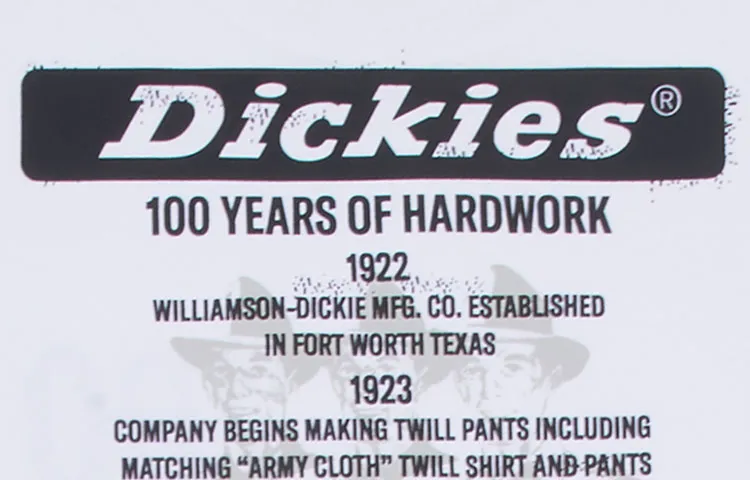 Dickies®
100 YEARS OF HARDWORK
1922
WILLIAMSON-DICKIE MFG. CO. ESTABLISHED
IN FORT WORTH TEXAS
1923
COMPANY BEGINS MAKING TWILL PANTS INCLUDING
MATCHING “ARMY CLOTH” TWILL SHIRT AND PANTS